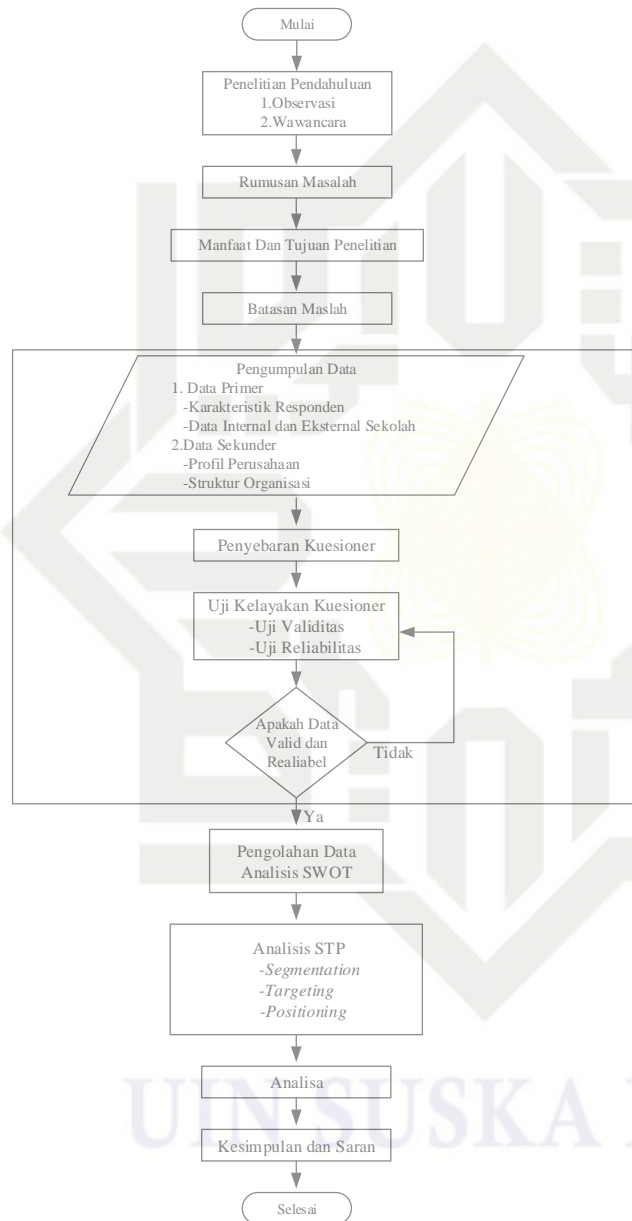 Mulai
Penelitian Pendahuluan
1.Observasi
2.Wawancara
Rumusan Masalah
Manfaat Dan Tujuan Penelitian
Batasan Maslah
Pengumpulan Data
1. Data Primer
-Karakteristik Responden
-Data Internal dan Eksternal Sekolah
2.Data Sekunder
-Profil Perusahaan
-Struktur Organisasi
Penyebaran Kuesioner
Uji Kelayakan Kuesioner
-Uji Validitas
-Uji Reliabilitas
Apakah Data
Valid dan
Realiabel
Tidak
Ya
Pengolahan Data
Analisis SWOT
Analisis STP
-Segmentation
-Targeting
-Positioning
Analisa
UIN SUSKA
Kesimpulan dan Saran
Selesai